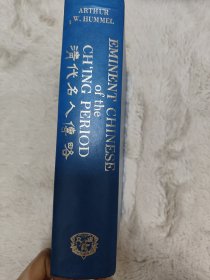 ARTHUR
W. HUMMEL
EMINENT CHINESE
of the
CH'ING PERIOD
清代名人傳略